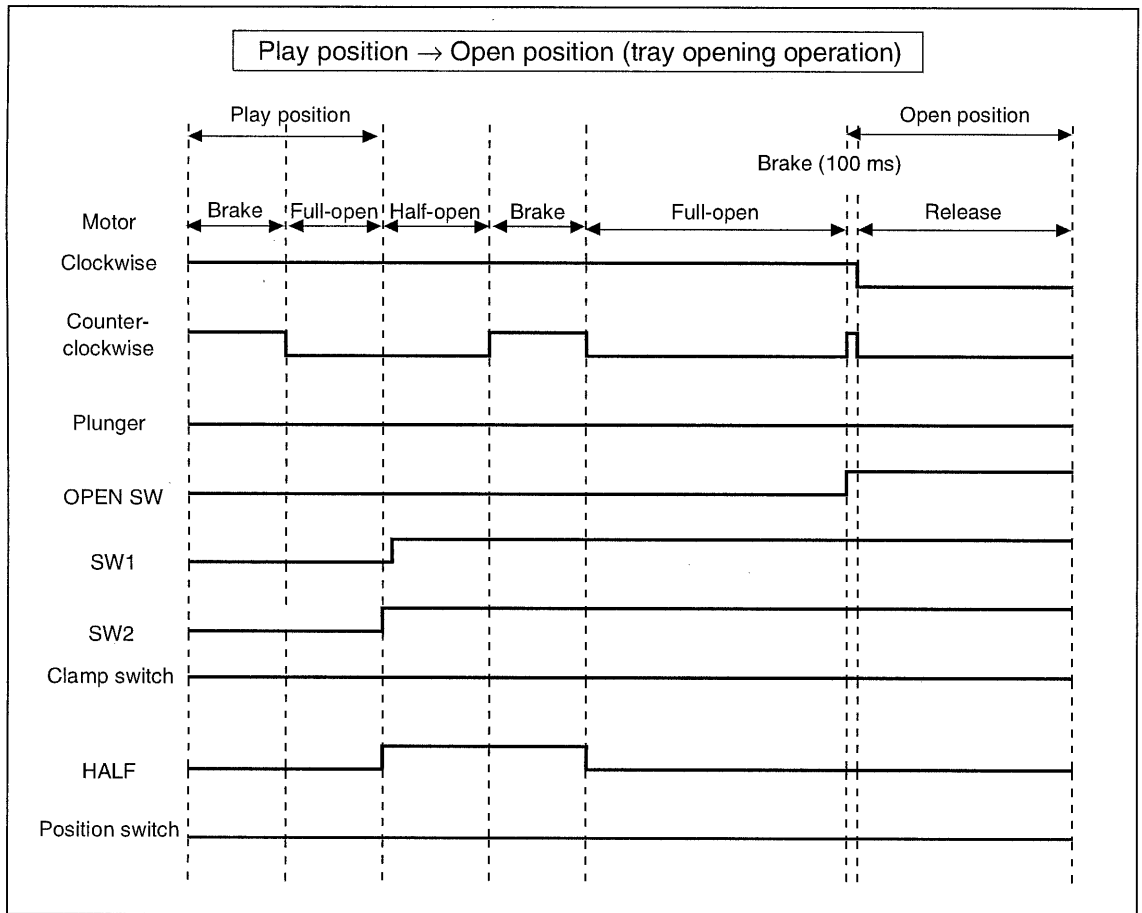 Play position → Open position (tray opening operation)
Play position
Open position
Brake (100 ms)
Motor
Brake
Full-open
Half-open
Brake
Full-open
Release
Clockwise
Counter-
clockwise
Plunger
OPEN SW
SW1
SW2
Clamp switch
HALF
Position switch